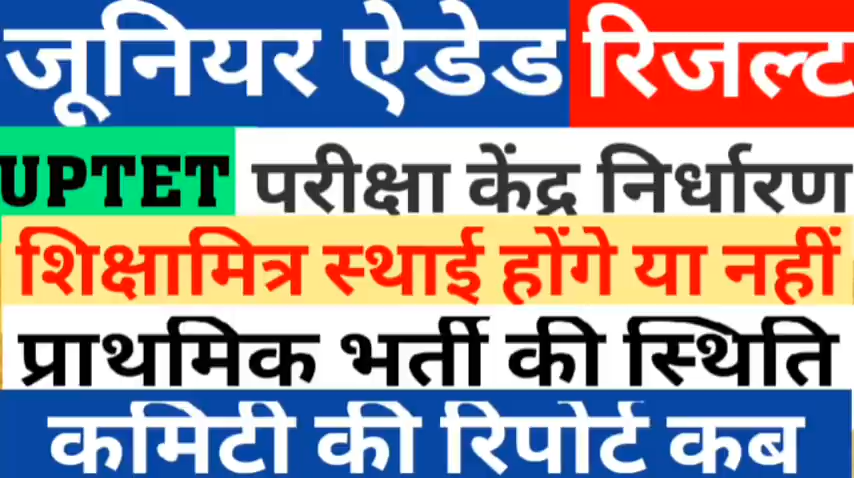 जूनियर ऐडेड रिजल्ट
UPTET परीक्षा केंद्र निर्धारण
शिक्षामित्र स्थाई होंगे या नहीं
प्राथमिक भर्ती की स्थिति
कमिटी की रिपोर्ट कब